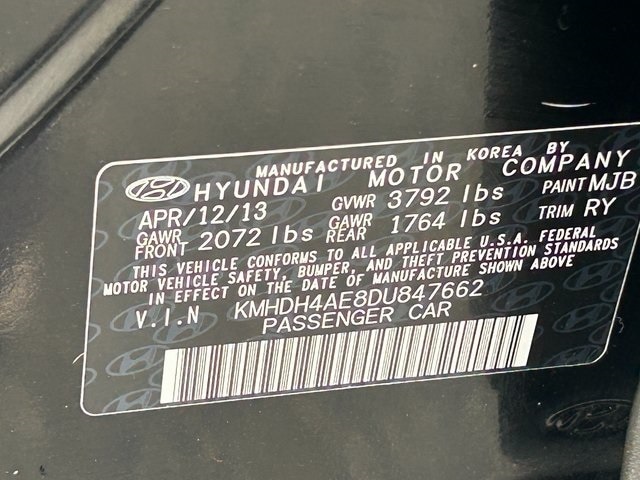 MANUFACTURED IN KOREA BY
HYUNDAI MOTOR COMPANY
APR/12/13 GVWR 3792 lbs PAINT MJB
GAWR FRONT 2072 lbs GAWR REAR 1764 lbs TRIM RY
THIS VEHICLE CONFORMS TO ALL APPLICABLE U.S.A. FEDERAL
MOTOR VEHICLE SAFETY, BUMPER, AND THEFT PREVENTION STANDARDS
IN EFFECT ON THE DATE OF MANUFACTURE SHOWN ABOVE
V.I.N KMHDH4AE8DU847662
PASSENGER CAR